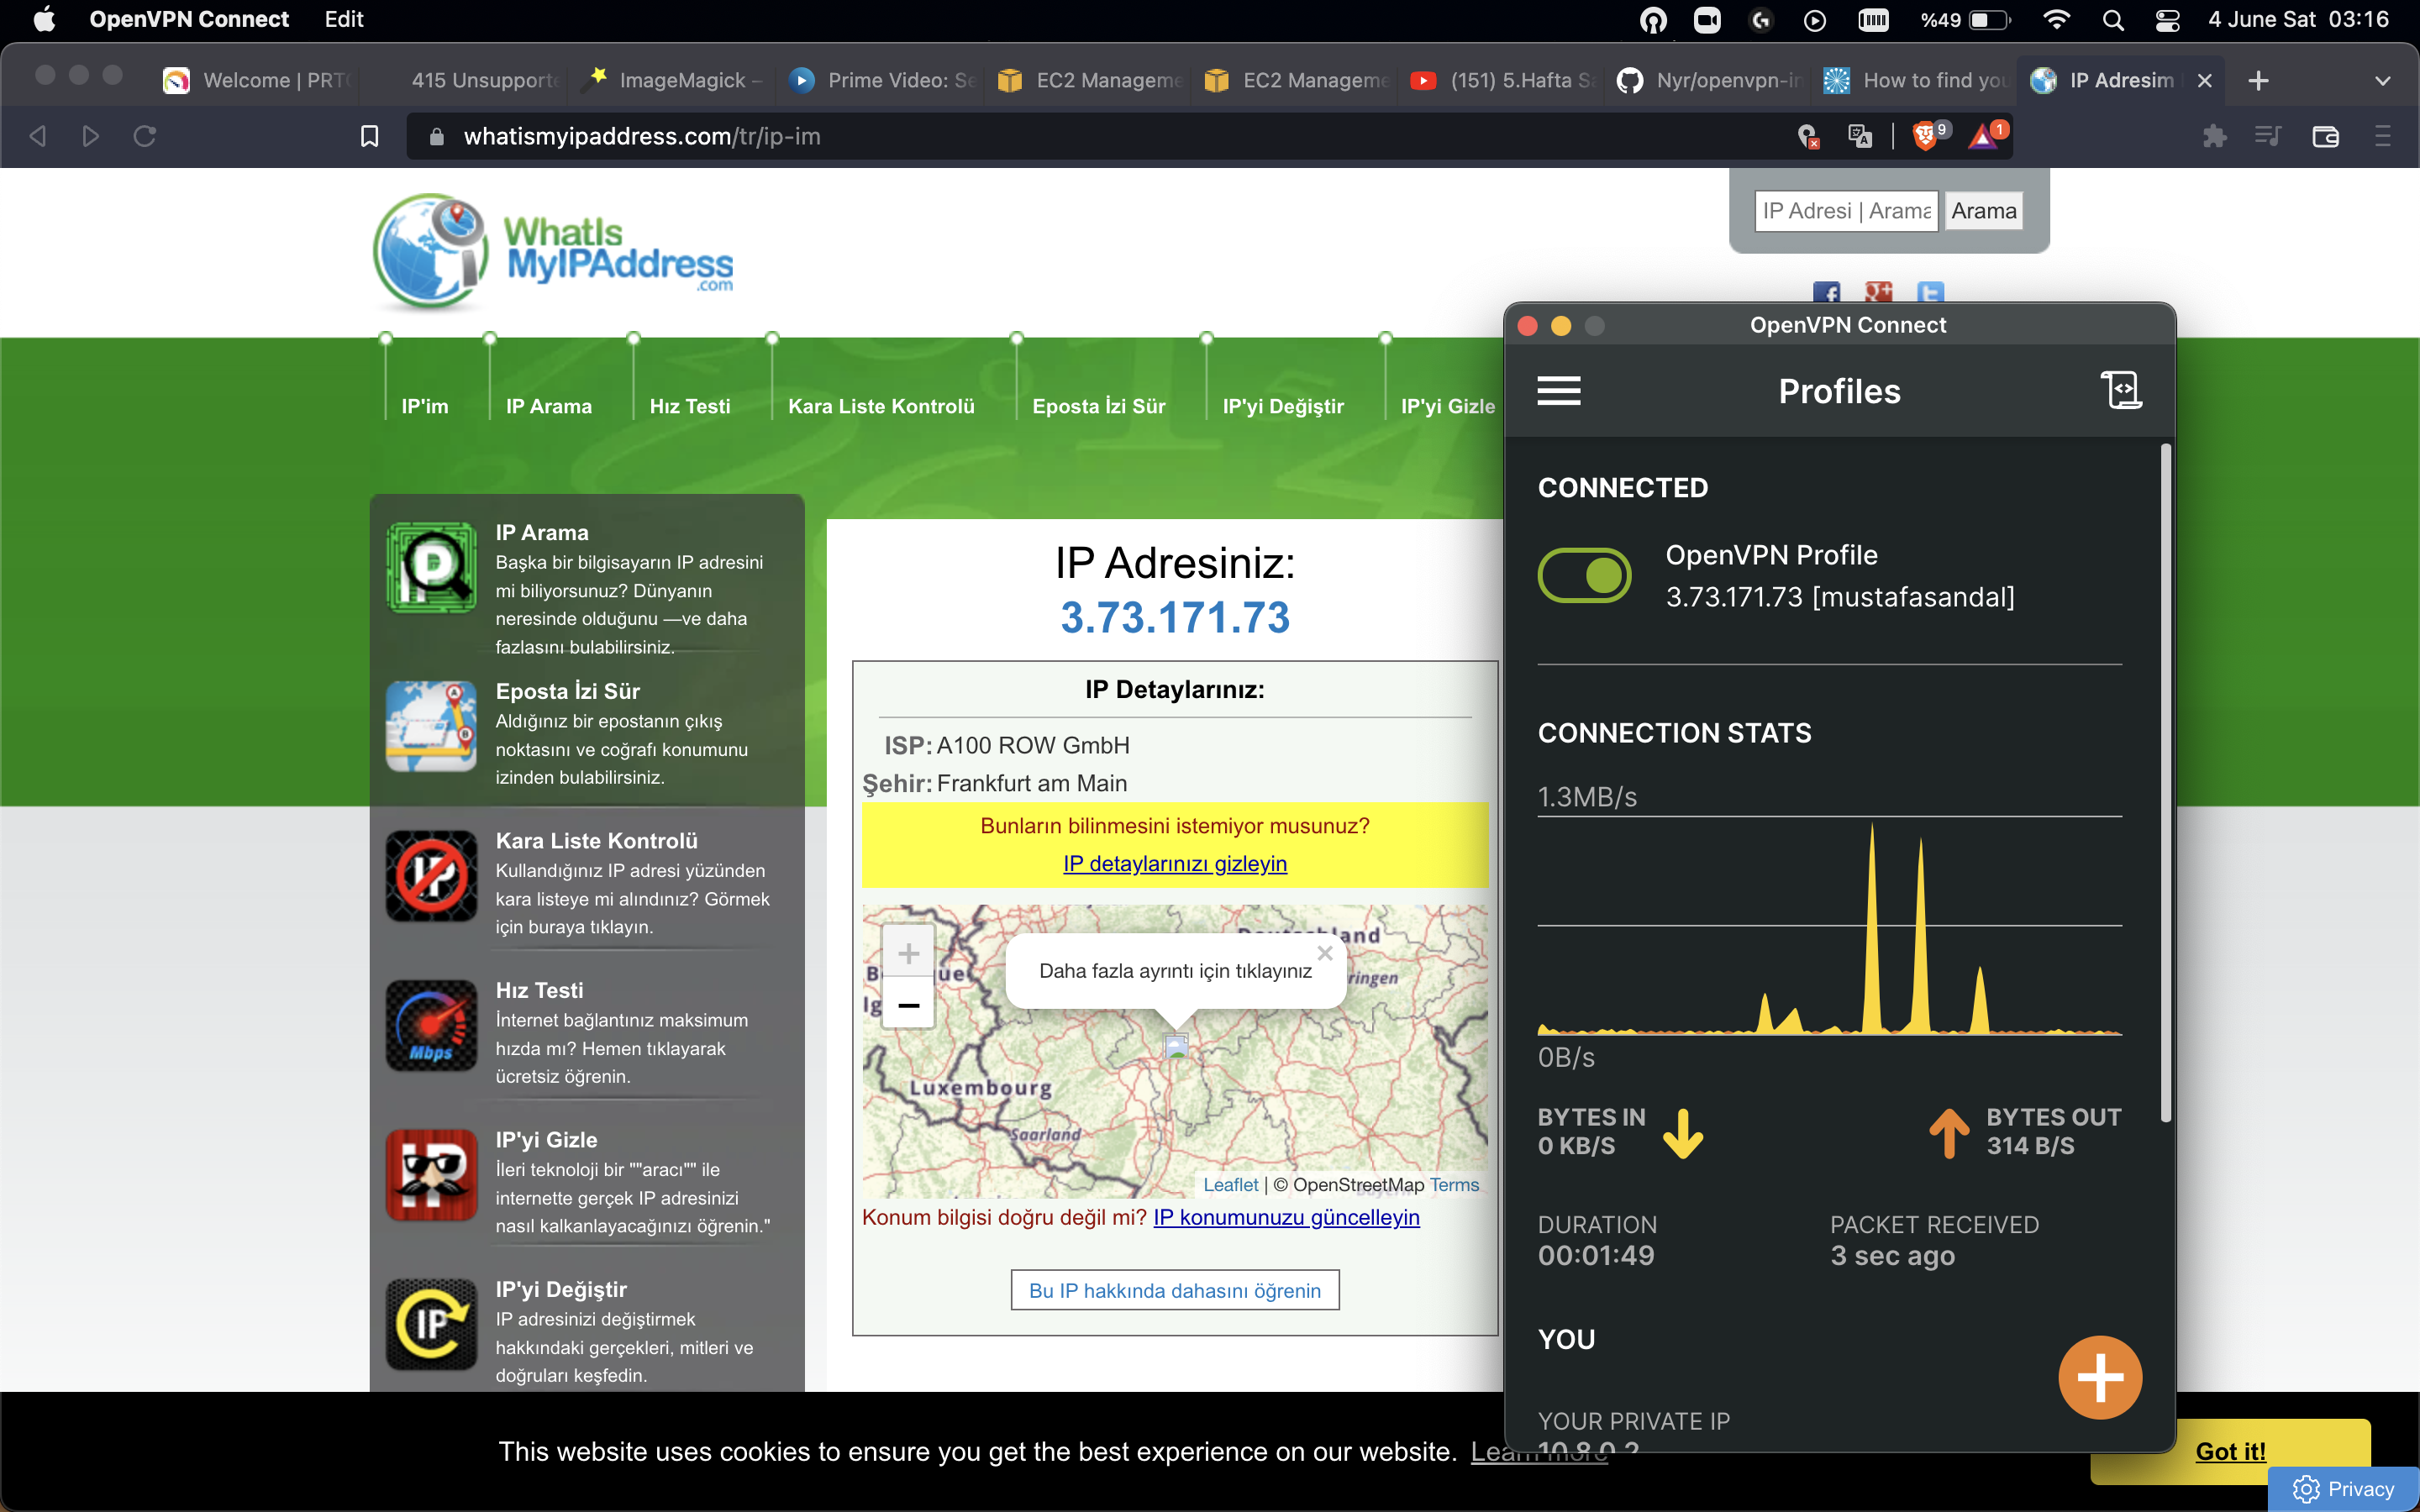 OpenVPN Connect Edit %49 4 June Sat 03:16
Welcome | PRT 415 Unsupporte ImageMagick – Prime Video: Se EC2 Manageme EC2 Manageme (151) 5.Hafta Sa Nyr/openvpn-in How to find you IP Adresim
whatismyipaddress.com/tr/ip-im 9 1
WhatIs
MyIPAddress
.com
IP Adresi | Arama Arama
IP'im IP Arama Hız Testi Kara Liste Kontrolü Eposta İzi Sür IP'yi Değiştir IP'yi Gizle
IP Arama
Başka bir bilgisayarın IP adresini
mi biliyorsunuz? Dünyanın
neresinde olduğunu —ve daha
fazlasını bulabilirsiniz.
Eposta İzi Sür
Aldığınız bir epostanın çıkış
noktasını ve coğrafı konumunu
izinden bulabilirsiniz.
Kara Liste Kontrolü
Kullandığınız IP adresi yüzünden
kara listeye mi alındınız? Görmek
için buraya tıklayın.
Mbps
Hız Testi
İnternet bağlantınız maksimum
hızda mı? Hemen tıklayarak
ücretsiz öğrenin.
IP'yi Gizle
İleri teknoloji bir ""aracı"" ile
internette gerçek IP adresinizi
nasıl kalkanlayacağınızı öğrenin."
IP
IP'yi Değiştir
IP adresinizi değiştirmek
hakkındaki gerçekleri, mitleri ve
doğruları keşfedin.
IP Adresiniz:
3.73.171.73
IP Detaylarınız:
ISP: A100 ROW GmbH
Şehir: Frankfurt am Main
Bunların bilinmesini istemiyor musunuz?
IP detaylarınızı gizleyin
+
−
Daha fazla ayrıntı için tıklayınız ×
Luxembourg
Saarland
Leaflet | © OpenStreetMap Terms
Konum bilgisi doğru değil mi? IP konumunuzu güncelleyin
Bu IP hakkında dahasını öğrenin
OpenVPN Connect
Profiles
CONNECTED
OpenVPN Profile
3.73.171.73 [mustafasandal]
CONNECTION STATS
1.3MB/s
0B/s
BYTES IN
0 KB/S
BYTES OUT
314 B/S
DURATION
00:01:49
PACKET RECEIVED
3 sec ago
YOU
YOUR PRIVATE IP
10.8.0.2
This website uses cookies to ensure you get the best experience on our website. Learn more
Got it!
Privacy